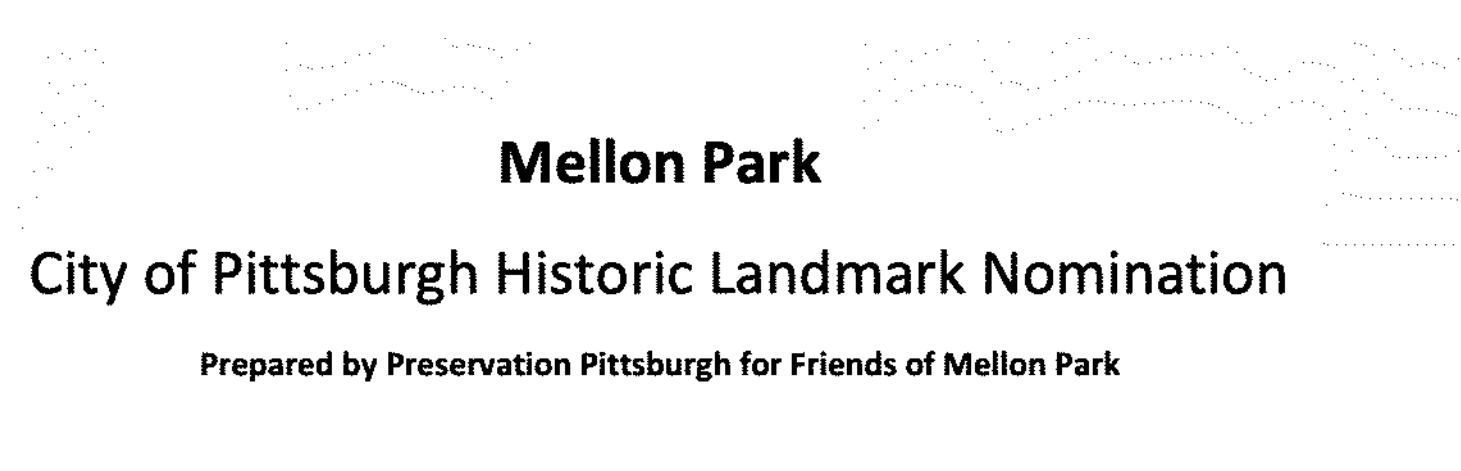 Mellon Park
City of Pittsburgh Historic Landmark Nomination
Prepared by Preservation Pittsburgh for Friends of Mellon Park